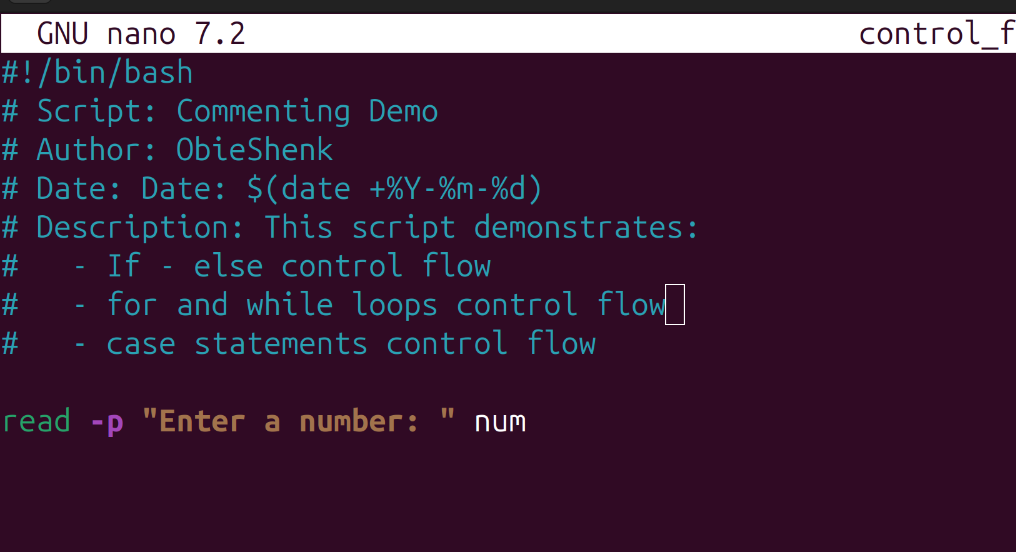 GNU nano 7.2 control_f
#!/bin/bash
# Script: Commenting Demo
# Author: ObieShenk
# Date: Date: $(date +%Y-%m-%d)
# Description: This script demonstrates:
#   - If - else control flow
#   - for and while loops control flow
#   - case statements control flow
read -p "Enter a number: " num